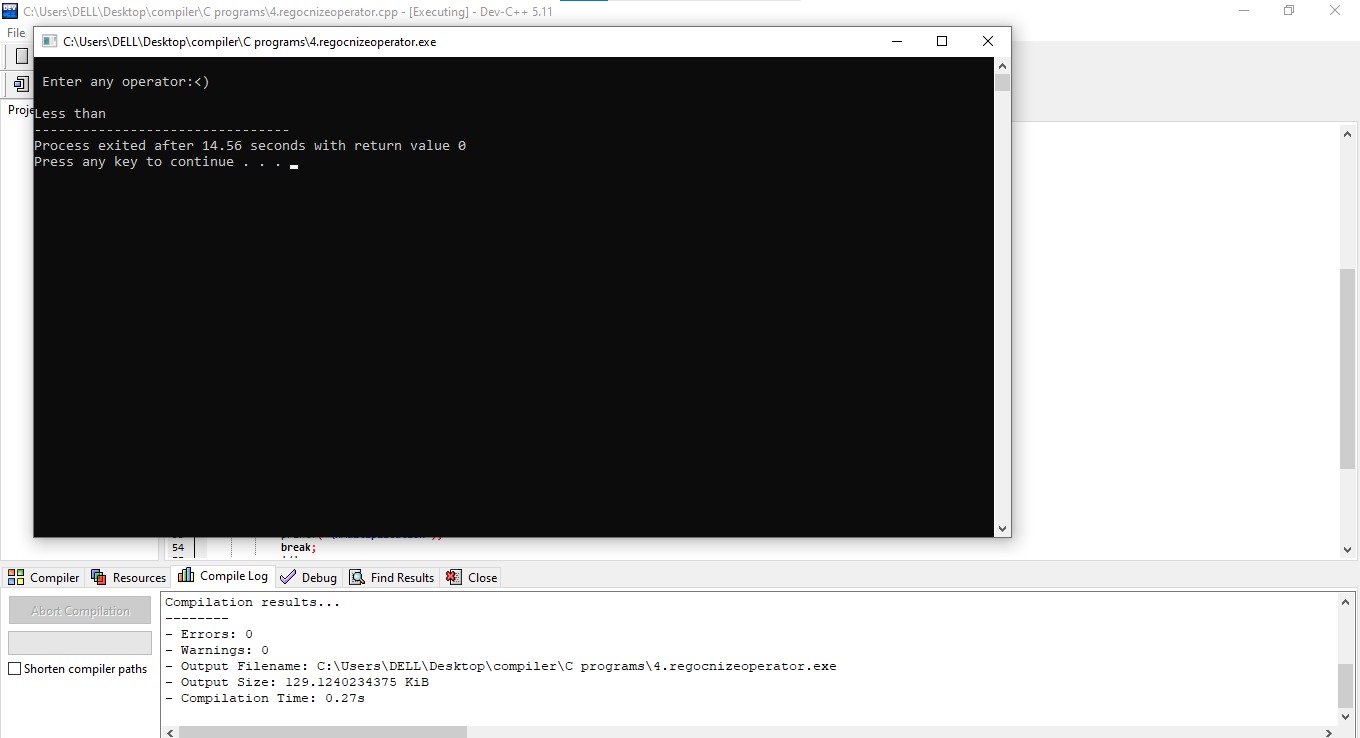 C:\Users\DELL\Desktop\compiler\C programs\4.regocnizeoperator.cpp - [Executing] - Dev-C++ 5.11
File
C:\Users\DELL\Desktop\compiler\C programs\4.regocnizeoperator.exe
Enter any operator:<)
Proje
Less than
--------------------------------
Process exited after 14.56 seconds with return value 0
Press any key to continue . . .
54 break;
Compiler Resources Compile Log Debug Find Results Close
Abort Compilation
Shorten compiler paths
Compilation results...
--------
- Errors: 0
- Warnings: 0
- Output Filename: C:\Users\DELL\Desktop\compiler\C programs\4.regocnizeoperator.exe
- Output Size: 129.1240234375 KiB
- Compilation Time: 0.27s